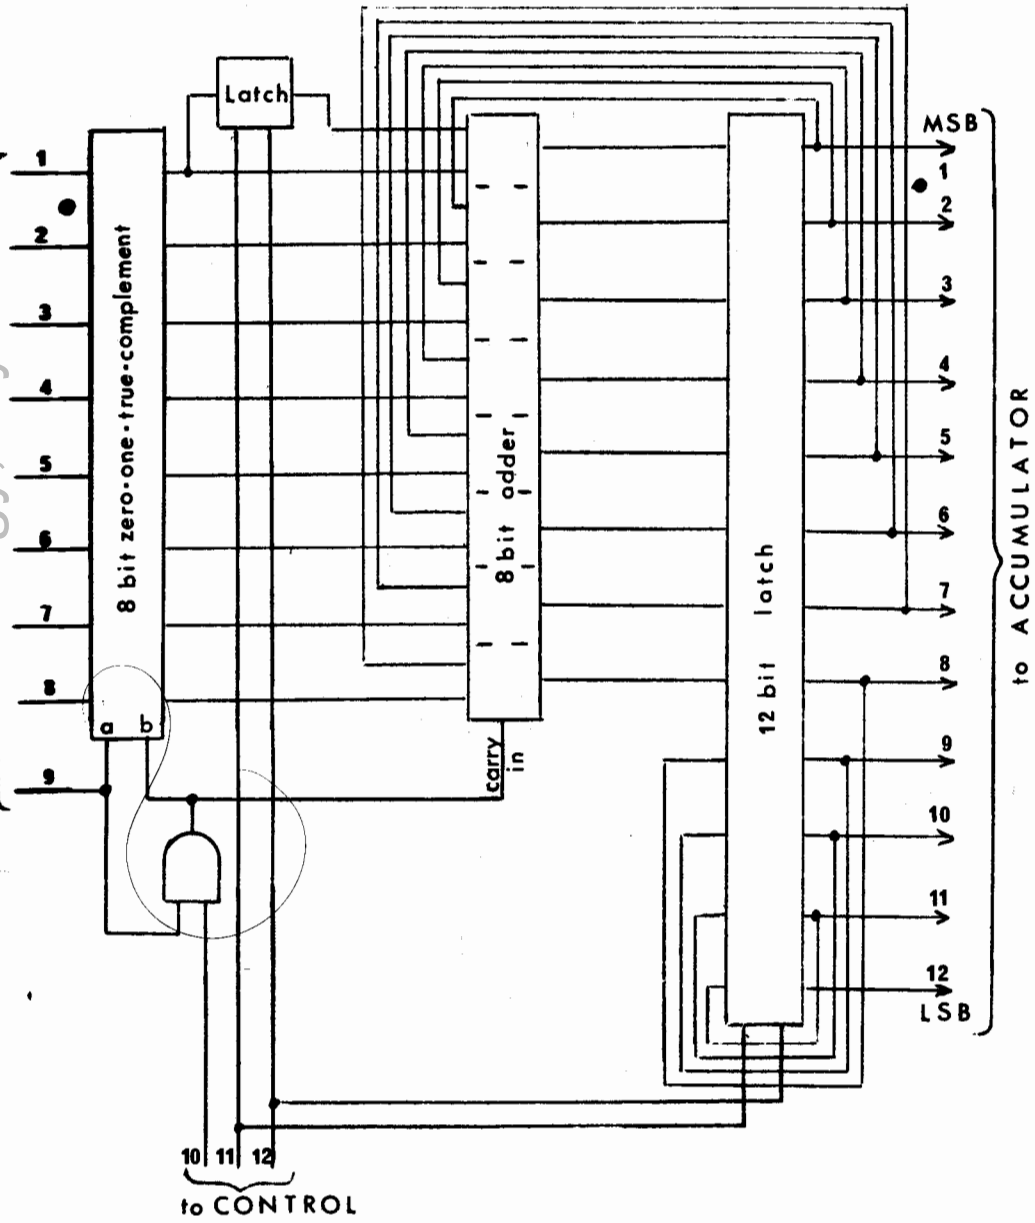 Latch
MSB
1
2
3
4
5
6
7
8
9
8 bit zero·one·true·complement
a b
8 bit adder
carry
in
12 bit latch
1
2
3
4
5
6
7
8
9
10
11
12
LSB
to ACCUMULATOR
10 11 12
to CONTROL